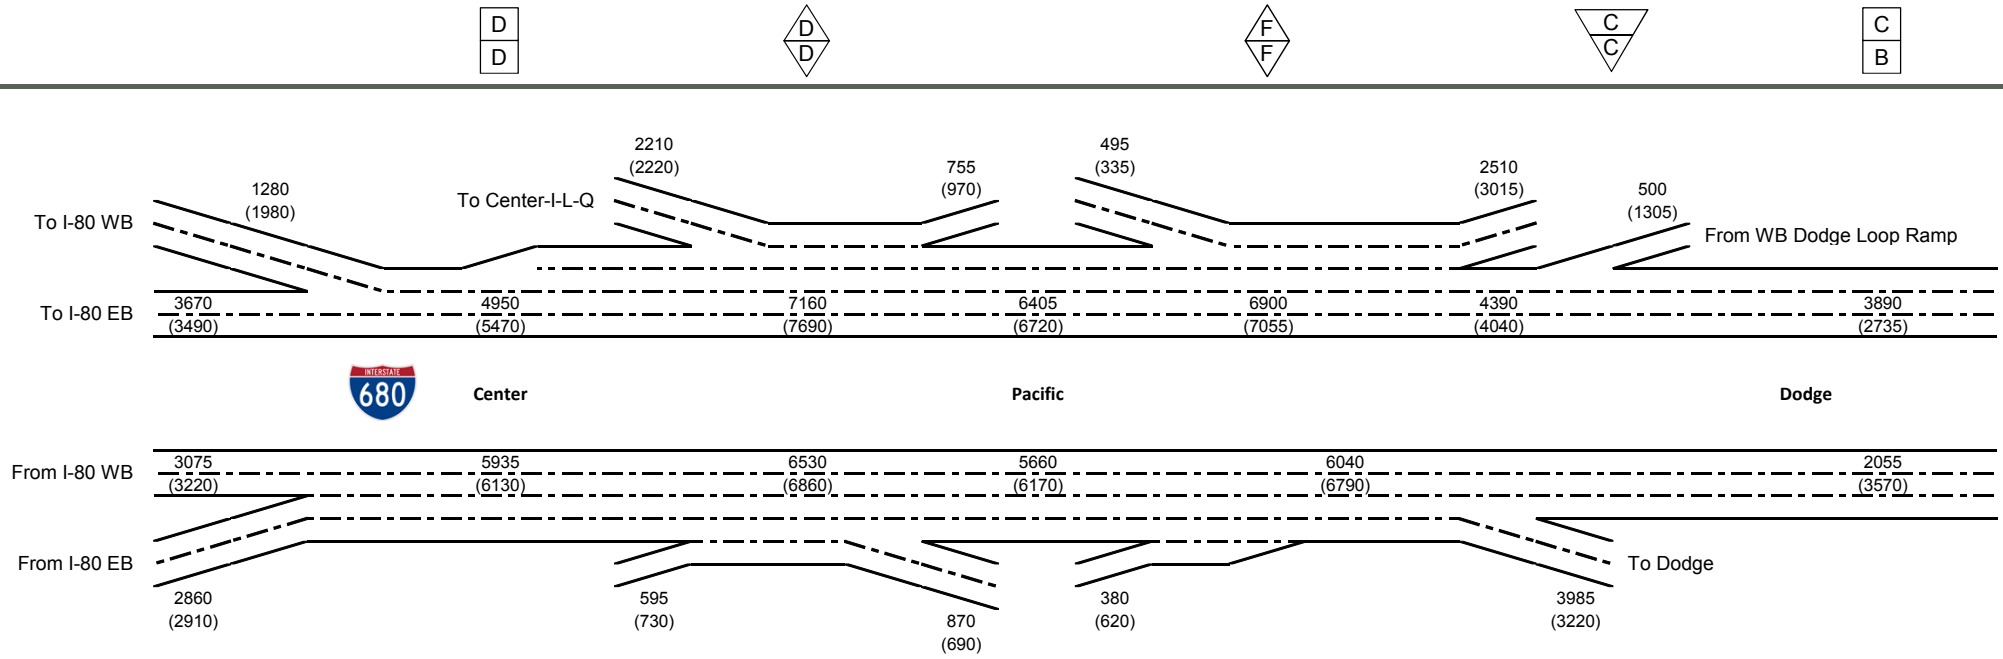 D
D
D
D
F
F
C
C
C
B
2210
(2220)
495
(335)
755
(970)
2510
(3015)
1280
(1980)
To Center-I-L-Q
500
(1305)
To I-80 WB
From WB Dodge Loop Ramp
To I-80 EB
3670
(3490)
4950
(5470)
7160
(7690)
6405
(6720)
6900
(7055)
4390
(4040)
3890
(2735)
INTERSTATE
680
Center
Pacific
Dodge
From I-80 WB
3075
(3220)
5935
(6130)
6530
(6860)
5660
(6170)
6040
(6790)
2055
(3570)
From I-80 EB
To Dodge
2860
(2910)
595
(730)
870
(690)
380
(620)
3985
(3220)